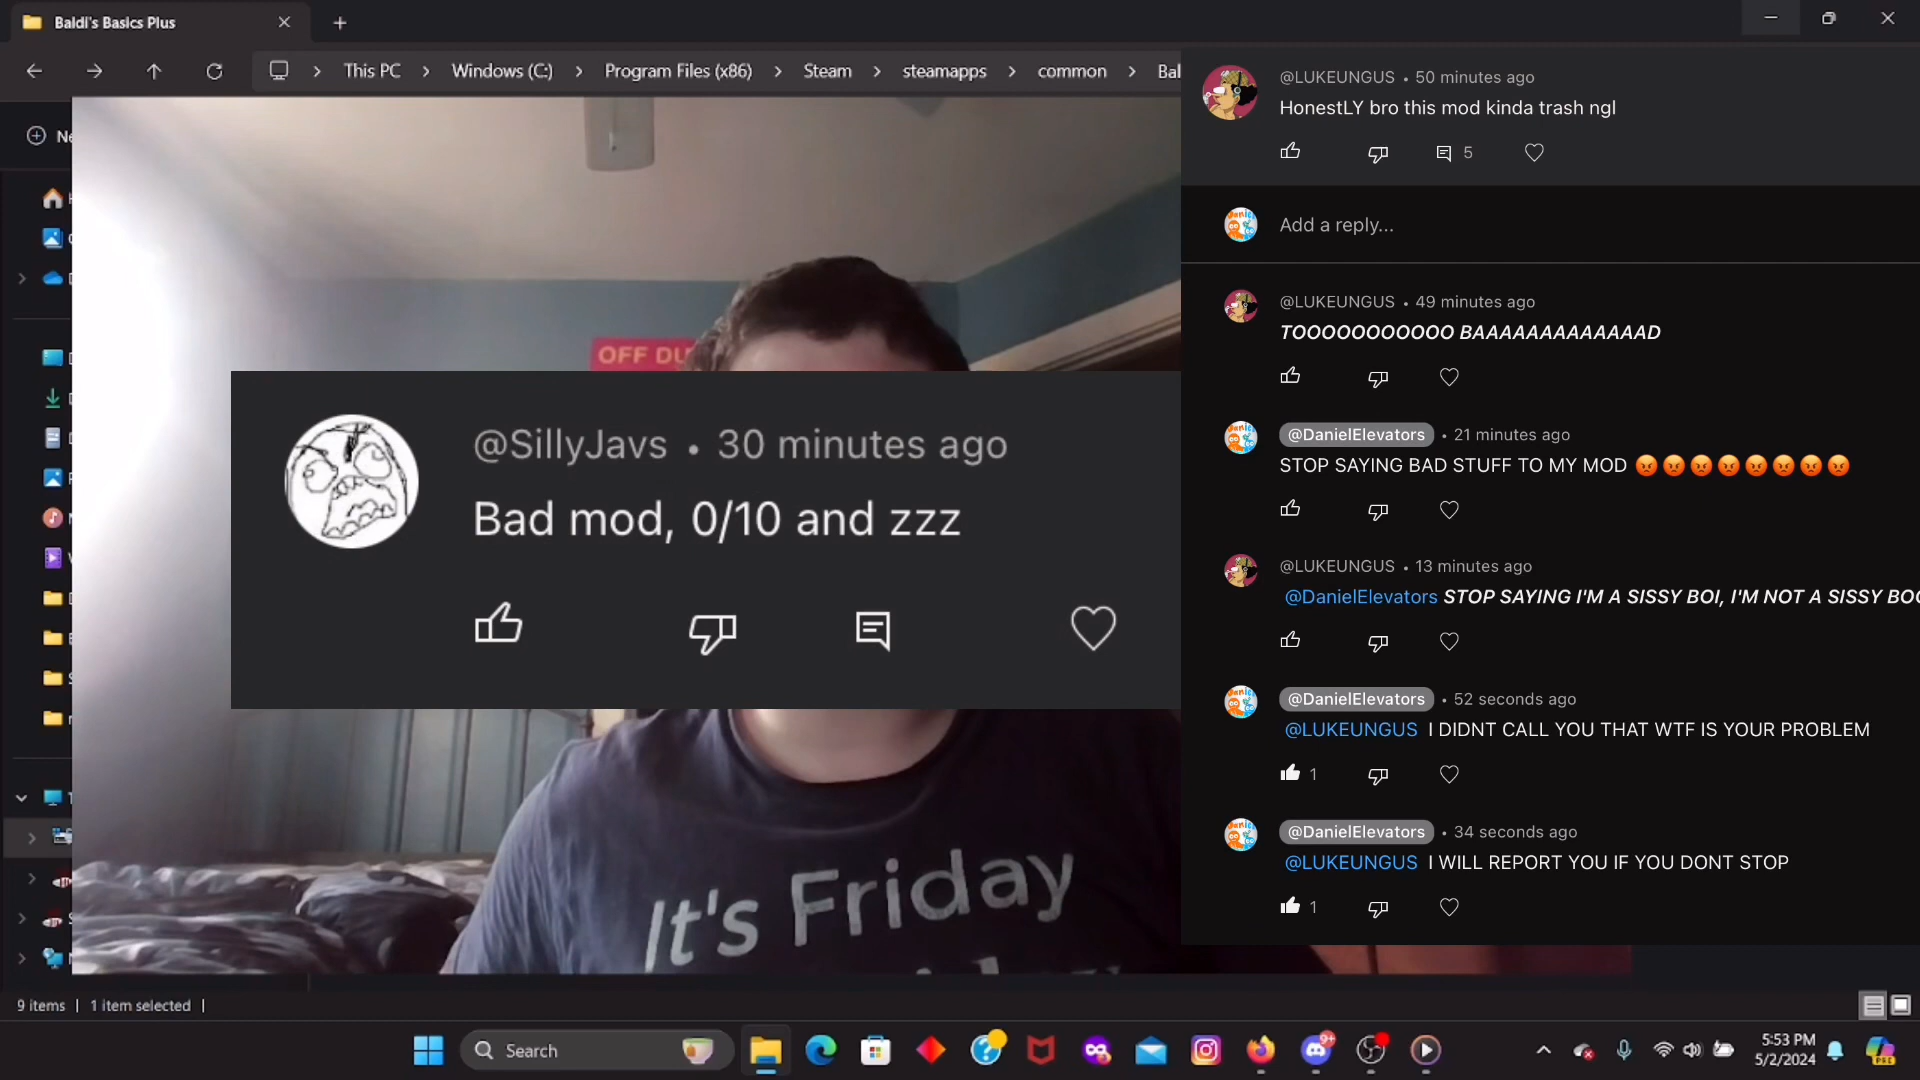 Baldi's Basics Plus
This PC
Windows (C:)
Program Files (x86)
Steam
steamapps
common
@LUKEUNGUS • 50 minutes ago
HonestLY bro this mod kinda trash ngl
5
Add a reply...
@LUKEUNGUS • 49 minutes ago
TOOOOOOOOOOO BAAAAAAAAAAAAAD
@DanielElevators • 21 minutes ago
STOP SAYING BAD STUFF TO MY MOD 😡😡😡😡😡😡😡😡
@LUKEUNGUS • 13 minutes ago
@DanielElevators STOP SAYING I'M A SISSY BOI, I'M NOT A SISSY
@DanielElevators • 52 seconds ago
@LUKEUNGUS I DIDNT CALL YOU THAT WTF IS YOUR PROBLEM
1
@DanielElevators • 34 seconds ago
@LUKEUNGUS I WILL REPORT YOU IF YOU DONT STOP
1
OFF
@SillyJavs • 30 minutes ago
Bad mod, 0/10 and zzz
It's Friday
9 items | 1 item selected |
Search
9+
5:53 PM
5/2/2024
PRE